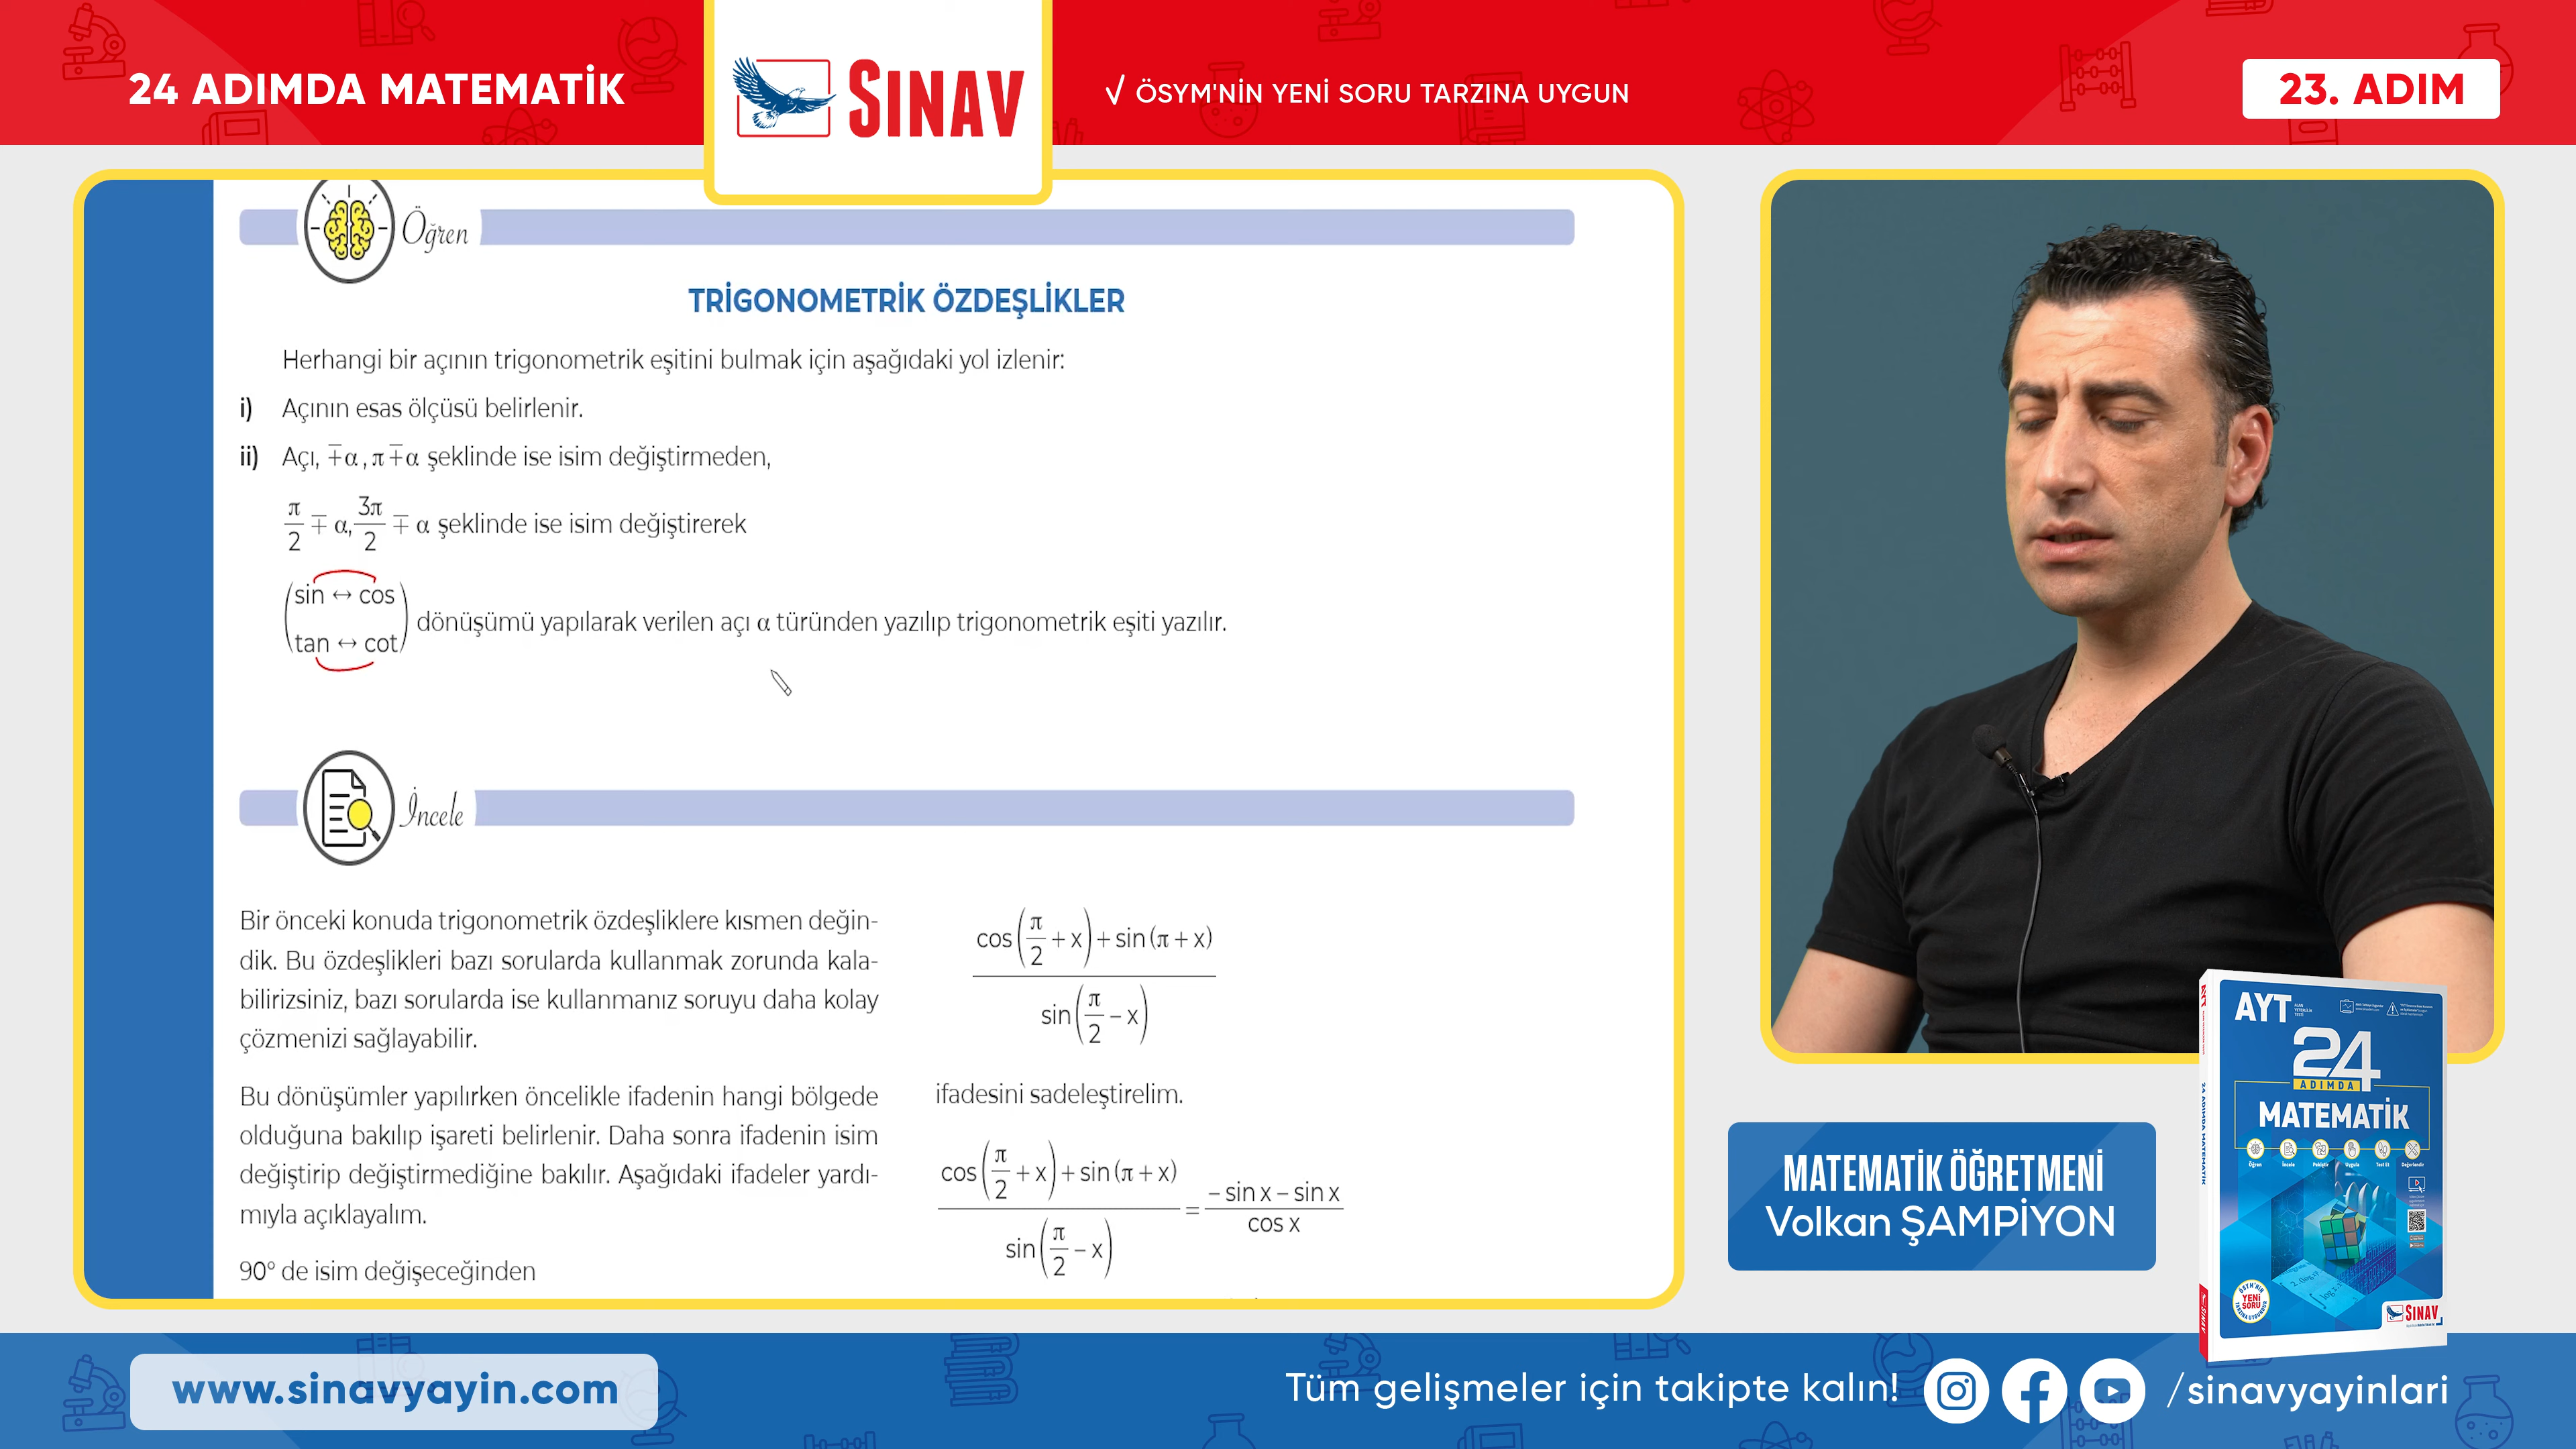 24 ADIMDA MATEMATİK
SINAV
√ ÖSYM'NİN YENİ SORU TARZINA UYGUN
23. ADIM
Öğren
TRİGONOMETRİK ÖZDEŞLİKLER
Herhangi bir açının trigonometrik eşitini bulmak için aşağıdaki yol izlenir:
i) Açının esas ölçüsü belirlenir.
ii) Açı, ∓α, π∓α şeklinde ise isim değiştirmeden,
π/2 ∓ α, 3π/2 ∓ α şeklinde ise isim değiştirerek
(sin ↔ cos
tan ↔ cot) dönüşümü yapılarak verilen açı α türünden yazılıp trigonometrik eşiti yazılır.
İncele
Bir önceki konuda trigonometrik özdeşliklere kısmen değin-
dik. Bu özdeşlikleri bazı sorularda kullanmak zorunda kala-
bilirizsiniz, bazı sorularda ise kullanmanız soruyu daha kolay
çözmenizi sağlayabilir.
Bu dönüşümler yapılırken öncelikle ifadenin hangi bölgede
olduğuna bakılıp işareti belirlenir. Daha sonra ifadenin isim
değiştirip değiştirmediğine bakılır. Aşağıdaki ifadeler yardı-
mıyla açıklayalım.
90° de isim değişeceğinden
cos(π/2 + x) + sin(π + x)
sin(π/2 − x)
ifadesini sadeleştirelim.
cos(π/2 + x) + sin(π + x)
sin(π/2 − x)
= − sin x − sin x
cos x
MATEMATİK ÖĞRETMENİ
Volkan ŞAMPİYON
AYT
24
ADIMDA
MATEMATİK
YENİ
SORU
SINAV
www.sinavyayin.com
Tüm gelişmeler için takipte kalın!
/sinavyayinlari